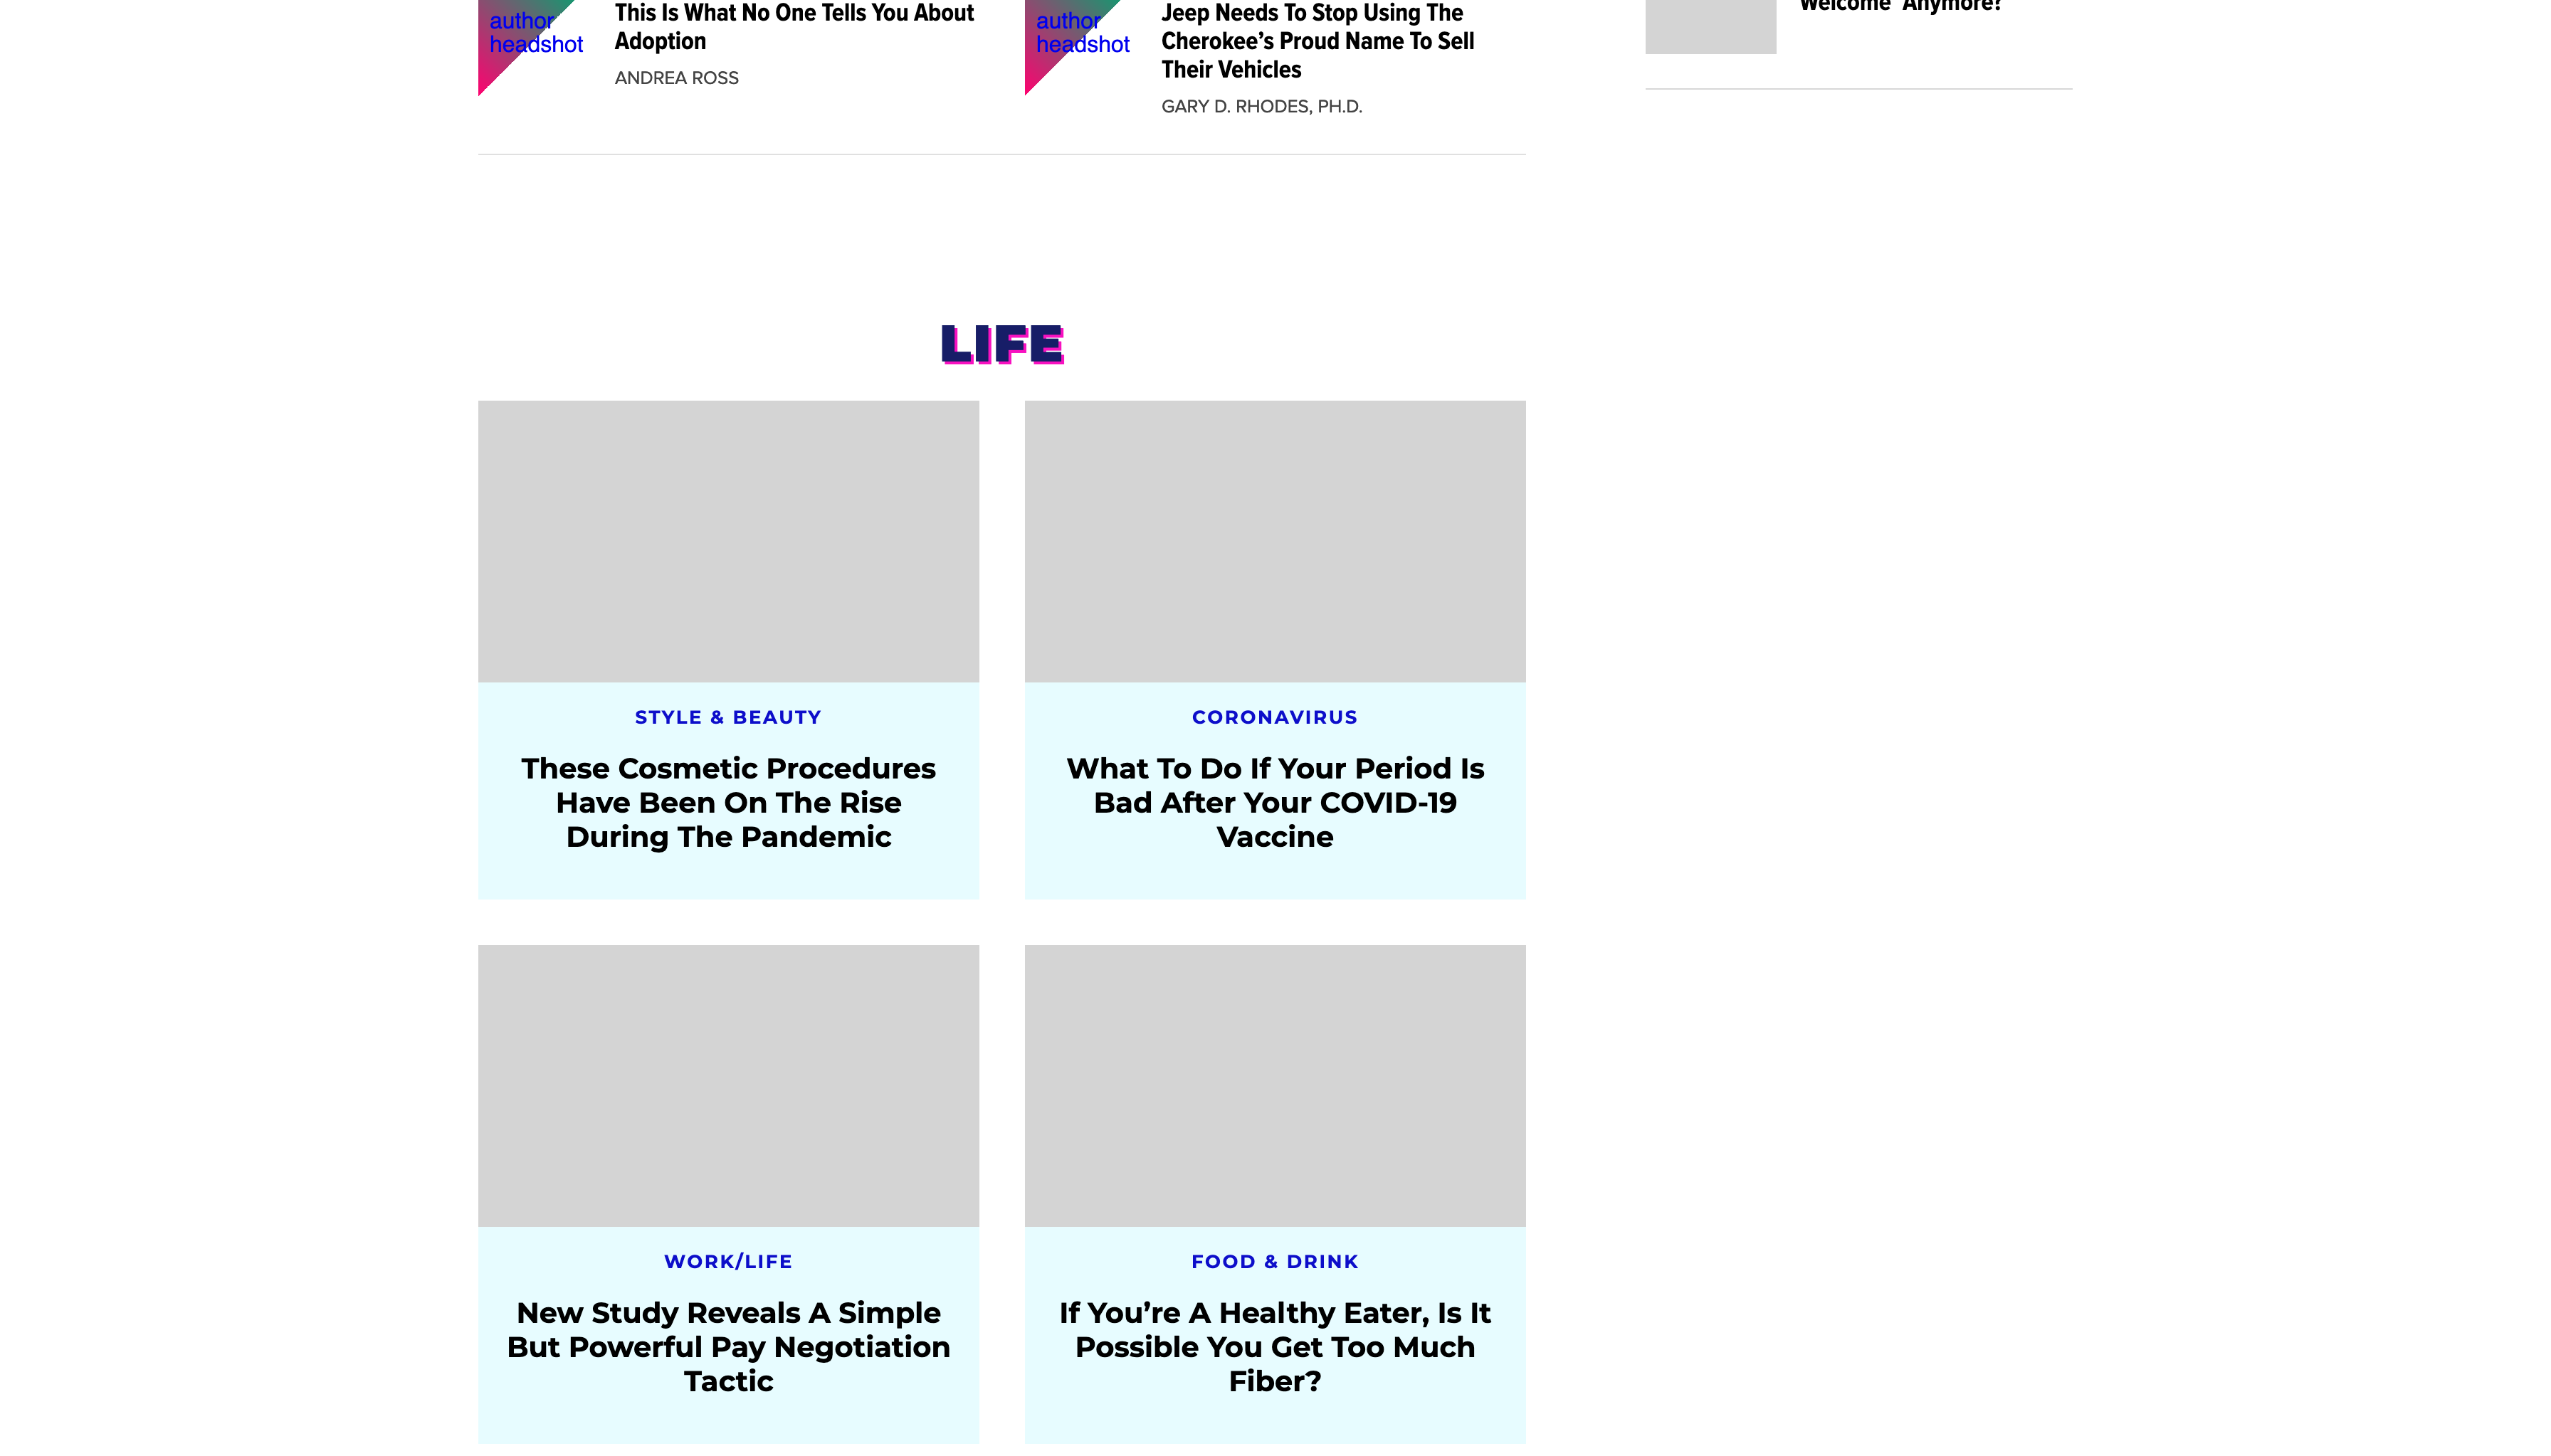 author
headshot
This Is What No One Tells You About
Adoption
ANDREA ROSS
author
headshot
Jeep Needs To Stop Using The
Cherokee’s Proud Name To Sell
Their Vehicles
GARY D. RHODES, PH.D.
Welcome' Anymore?
LIFE
STYLE & BEAUTY
These Cosmetic Procedures
Have Been On The Rise
During The Pandemic
CORONAVIRUS
What To Do If Your Period Is
Bad After Your COVID-19
Vaccine
WORK/LIFE
New Study Reveals A Simple
But Powerful Pay Negotiation
Tactic
FOOD & DRINK
If You’re A Healthy Eater, Is It
Possible You Get Too Much
Fiber?